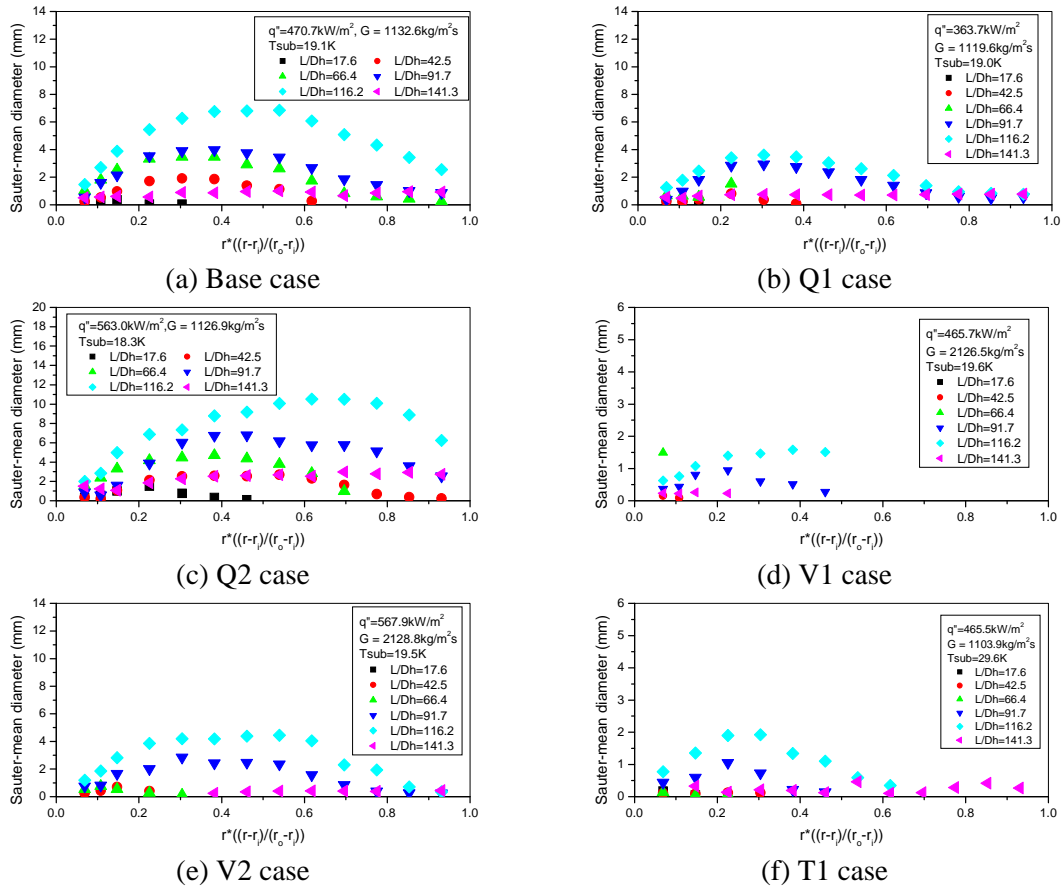 q"=470.7kW/m², G = 1132.6kg/m²s
Tsub=19.1K
L/Dh=17.6 L/Dh=42.5
L/Dh=66.4 L/Dh=91.7
L/Dh=116.2 L/Dh=141.3
Sauter-mean diameter (mm)
14
12
10
8
6
4
2
0
0.0 0.2 0.4 0.6 0.8 1.0
r*((r-rᵢ)/(rₒ-rᵢ))
(a) Base case
q"=363.7kW/m²
G = 1119.6kg/m²s
Tsub=19.0K
L/Dh=17.6
L/Dh=42.5
L/Dh=66.4
L/Dh=91.7
L/Dh=116.2
L/Dh=141.3
Sauter-mean diameter (mm)
14
12
10
8
6
4
2
0
0.0 0.2 0.4 0.6 0.8 1.0
r*((r-rᵢ)/(rₒ-rᵢ))
(b) Q1 case
q"=563.0kW/m²,G = 1126.9kg/m²s
Tsub=18.3K
L/Dh=17.6 L/Dh=42.5
L/Dh=66.4 L/Dh=91.7
L/Dh=116.2 L/Dh=141.3
Sauter-mean diameter (mm)
20
18
16
14
12
10
8
6
4
2
0
0.0 0.2 0.4 0.6 0.8 1.0
r*((r-rᵢ)/(rₒ-rᵢ))
(c) Q2 case
q"=465.7kW/m²
G = 2126.5kg/m²s
Tsub=19.6K
L/Dh=17.6
L/Dh=42.5
L/Dh=66.4
L/Dh=91.7
L/Dh=116.2
L/Dh=141.3
Sauter-mean diameter (mm)
6
5
4
3
2
1
0
0.0 0.2 0.4 0.6 0.8 1.0
r*((r-rᵢ)/(rₒ-rᵢ))
(d) V1 case
q"=567.9kW/m²
G = 2128.8kg/m²s
Tsub=19.5K
L/Dh=17.6
L/Dh=42.5
L/Dh=66.4
L/Dh=91.7
L/Dh=116.2
L/Dh=141.3
Sauter-mean diameter (mm)
14
12
10
8
6
4
2
0
0.0 0.2 0.4 0.6 0.8 1.0
r*((r-rᵢ)/(rₒ-rᵢ))
(e) V2 case
q"=465.5kW/m²
G = 1103.9kg/m²s
Tsub=29.6K
L/Dh=17.6
L/Dh=42.5
L/Dh=66.4
L/Dh=91.7
L/Dh=116.2
L/Dh=141.3
Sauter-mean diameter (mm)
6
5
4
3
2
1
0
0.0 0.2 0.4 0.6 0.8 1.0
r*((r-rᵢ)/(rₒ-rᵢ))
(f) T1 case